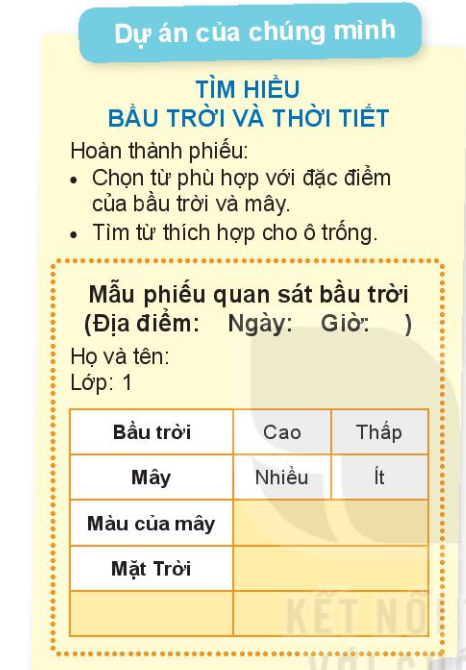 Dự án của chúng mình
TÌM HIỂU
BẦU TRỜI VÀ THỜI TIẾT
Hoàn thành phiếu:
• Chọn từ phù hợp với đặc điểm
của bầu trời và mây.
• Tìm từ thích hợp cho ô trống.
Mẫu phiếu quan sát bầu trời
(Địa điểm: Ngày: Giờ: )
Họ và tên:
Lớp: 1
Bầu trời Cao Thấp
Mây Nhiều Ít
Màu của mây
Mặt Trời
KẾT NỐI